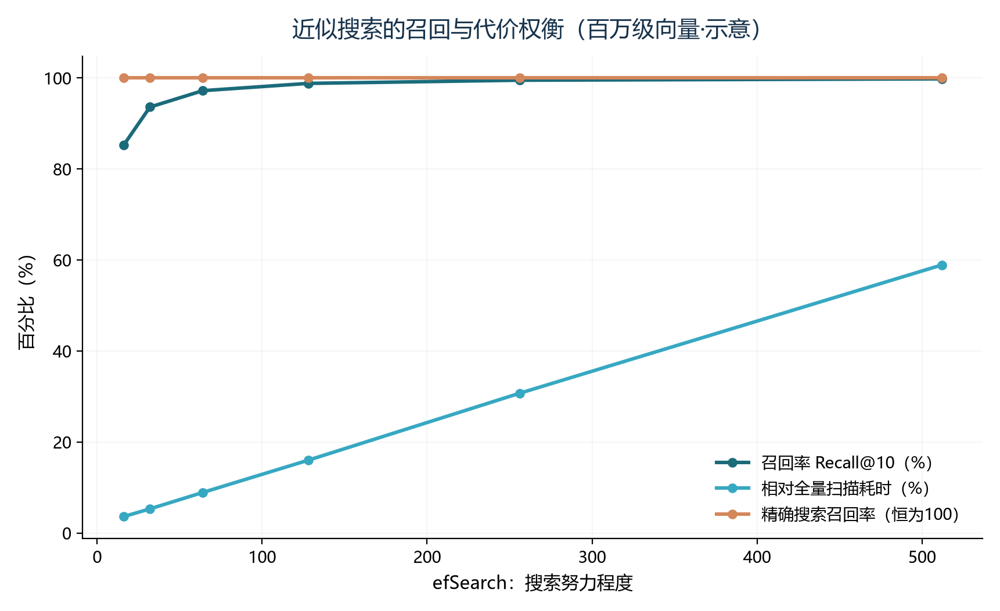 近似搜索的召回与代价权衡（百万级向量·示意）
百分比（%）
100
80
60
40
20
0
0 100 200 300 400 500
efSearch：搜索努力程度
召回率 Recall@10（%）
相对全量扫描耗时（%）
精确搜索召回率（恒为100）